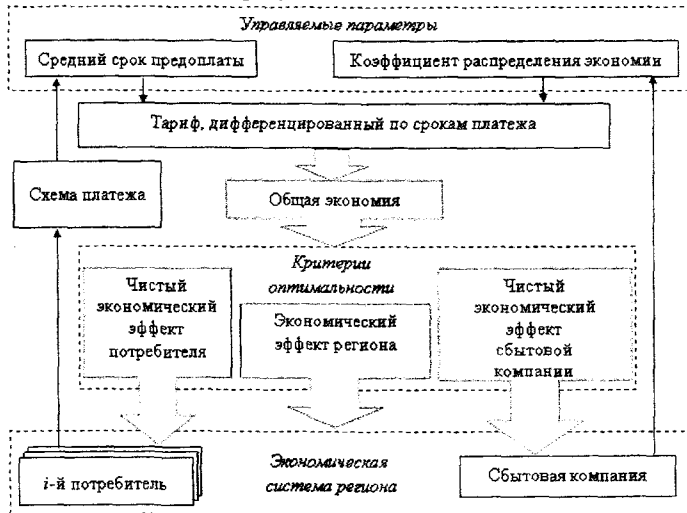 Управляемые параметры
Средний срок предоплаты
Коэффициент распределения экономии
Тариф, дифференцированный по срокам платежа
Схема платежа
Общая экономия
Критерии
оптимальности
Чистый
экономический
эффект
потребителя
Экономический
эффект региона
Чистый
экономический
эффект
сбытовой
компании
i-й потребитель
Экономическая
система региона
Сбытовая компания